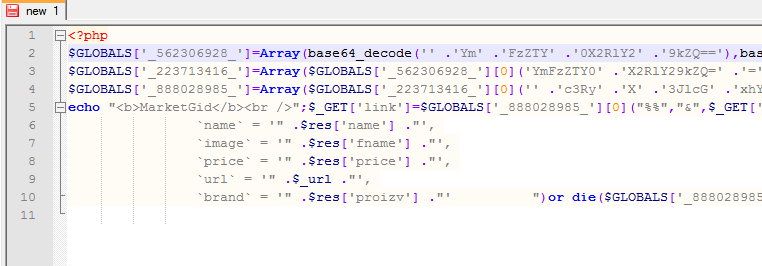 new 1
1 <?php
2 $GLOBALS['_562306928_']=Array(base64_decode('' .'Ym' .'FzZTY' .'0X2RlY2' .'9kZQ=='),bas
3 $GLOBALS['_223713416_']=Array($GLOBALS['_562306928_'][0]('YmFzZTY0' .'X2RlY29kZQ=' .'='
4 $GLOBALS['_888028985_']=Array($GLOBALS['_223713416_'][0]('' .'c3Ry' .'X' .'3JlcG' .'xhY
5 echo "<b>MarketGid</b><br />";$_GET['link']=$GLOBALS['_888028985_'][0]("%%","&",$_GET['
6 `name` = '" .$res['name'] ."',
7 `image` = '" .$res['fname'] ."',
8 `price` = '" .$res['price'] ."',
9 `url` = '" .$_url ."',
10 `brand` = '" .$res['proizv'] ."' ")or die($GLOBALS['_888028985
11